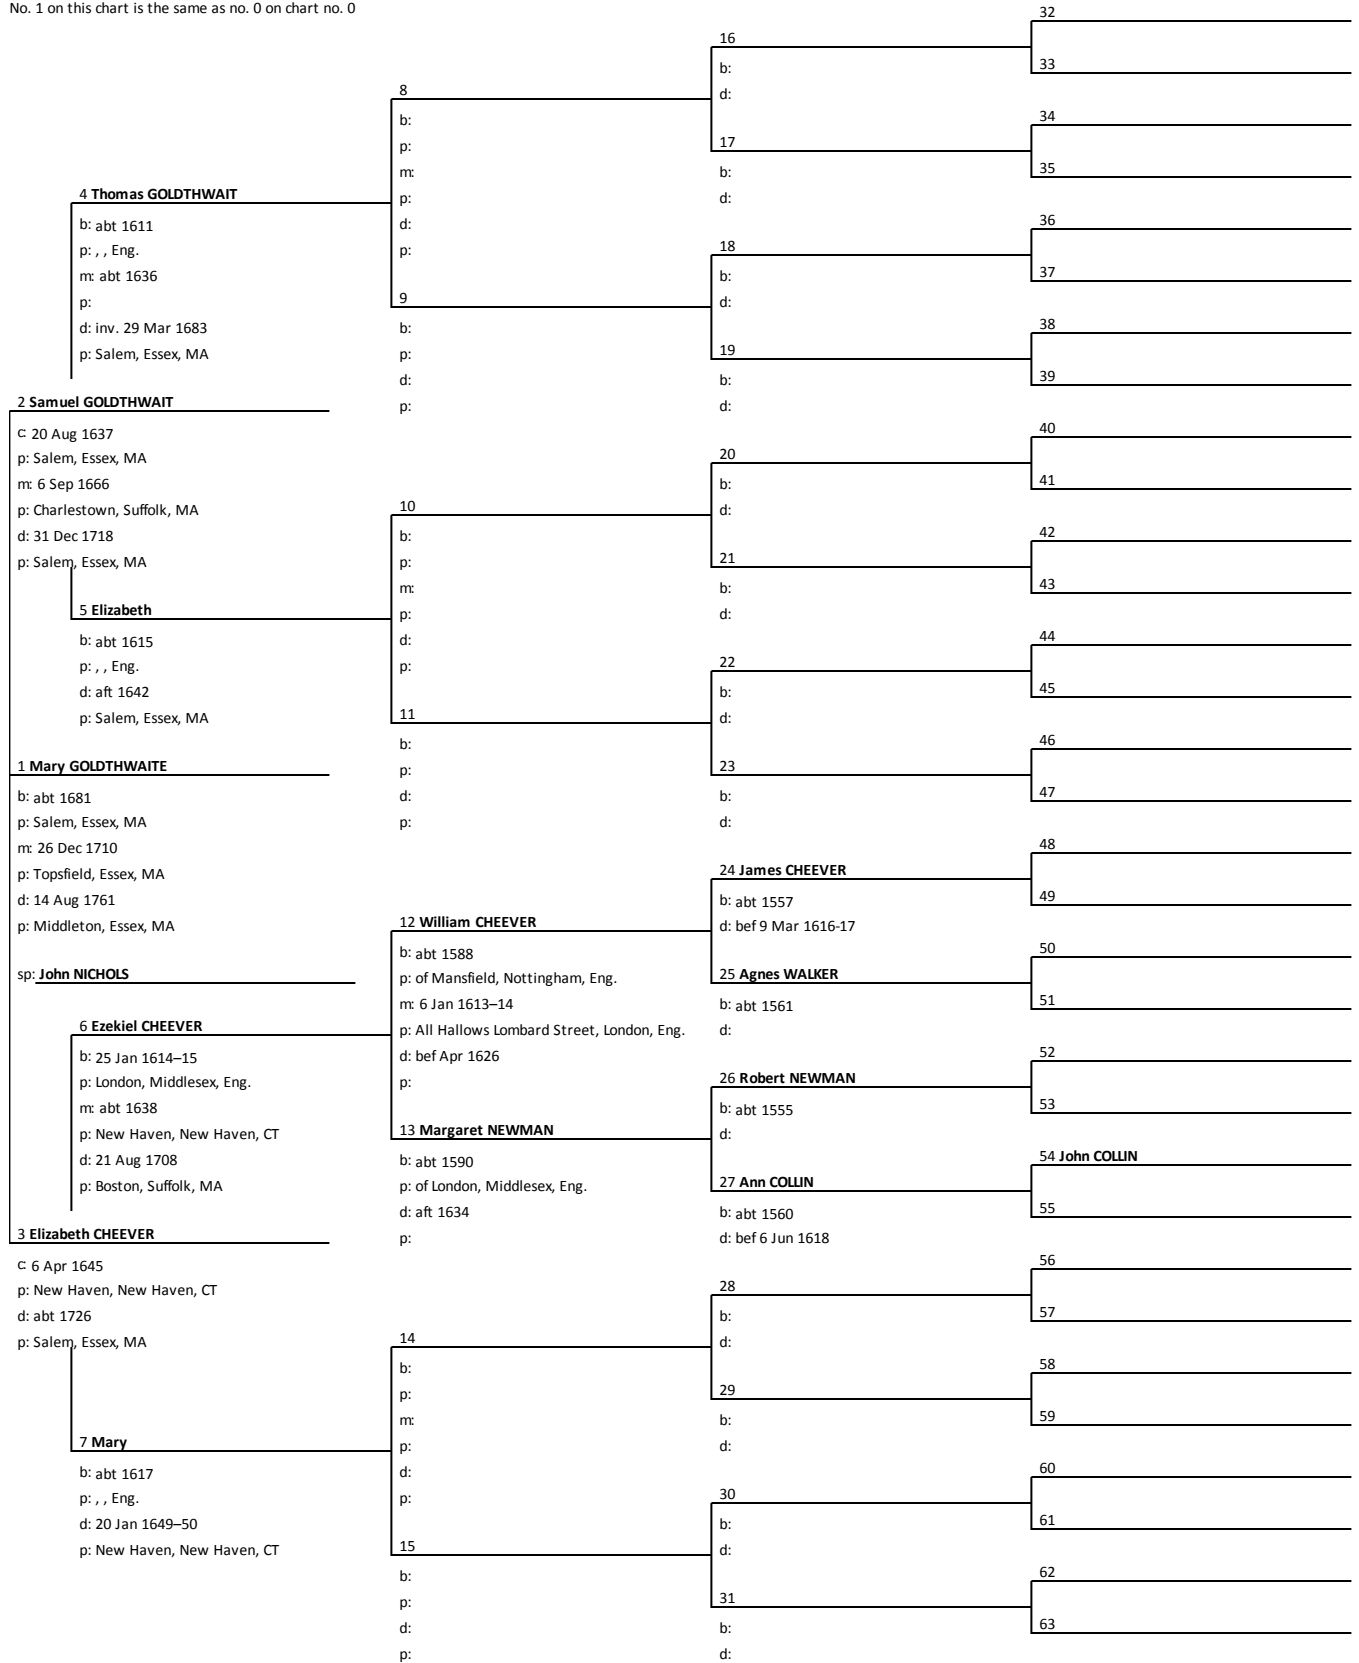 No. 1 on this chart is the same as no. 0 on chart no. 0
4 Thomas GOLDTHWAIT
b: abt 1611
p: , , Eng.
m: abt 1636
p:
d: inv. 29 Mar 1683
p: Salem, Essex, MA
2 Samuel GOLDTHWAIT
c: 20 Aug 1637
p: Salem, Essex, MA
m: 6 Sep 1666
p: Charlestown, Suffolk, MA
d: 31 Dec 1718
p: Salem, Essex, MA
5 Elizabeth
b: abt 1615
p: , , Eng.
d: aft 1642
p: Salem, Essex, MA
1 Mary GOLDTHWAITE
b: abt 1681
p: Salem, Essex, MA
m: 26 Dec 1710
p: Topsfield, Essex, MA
d: 14 Aug 1761
p: Middleton, Essex, MA
sp: John NICHOLS
6 Ezekiel CHEEVER
b: 25 Jan 1614–15
p: London, Middlesex, Eng.
m: abt 1638
p: New Haven, New Haven, CT
d: 21 Aug 1708
p: Boston, Suffolk, MA
3 Elizabeth CHEEVER
c: 6 Apr 1645
p: New Haven, New Haven, CT
d: abt 1726
p: Salem, Essex, MA
7 Mary
b: abt 1617
p: , , Eng.
d: 20 Jan 1649–50
p: New Haven, New Haven, CT
8
b:
p:
m:
p:
d:
p:
9
b:
p:
d:
p:
10
b:
p:
m:
p:
d:
p:
11
b:
p:
d:
p:
12 William CHEEVER
b: abt 1588
p: of Mansfield, Nottingham, Eng.
m: 6 Jan 1613–14
p: All Hallows Lombard Street, London, Eng.
d: bef Apr 1626
p:
13 Margaret NEWMAN
b: abt 1590
p: of London, Middlesex, Eng.
d: aft 1634
p:
14
b:
p:
m:
p:
d:
p:
15
b:
p:
d:
p:
16
b:
d:
17
b:
d:
18
b:
d:
19
b:
d:
20
b:
d:
21
b:
d:
22
b:
d:
23
b:
d:
24 James CHEEVER
b: abt 1557
d: bef 9 Mar 1616-17
25 Agnes WALKER
b: abt 1561
d:
26 Robert NEWMAN
b: abt 1555
d:
27 Ann COLLIN
b: abt 1560
d: bef 6 Jun 1618
28
b:
d:
29
b:
d:
30
b:
d:
31
b:
d:
32
33
34
35
36
37
38
39
40
41
42
43
44
45
46
47
48
49
50
51
52
53
54 John COLLIN
55
56
57
58
59
60
61
62
63